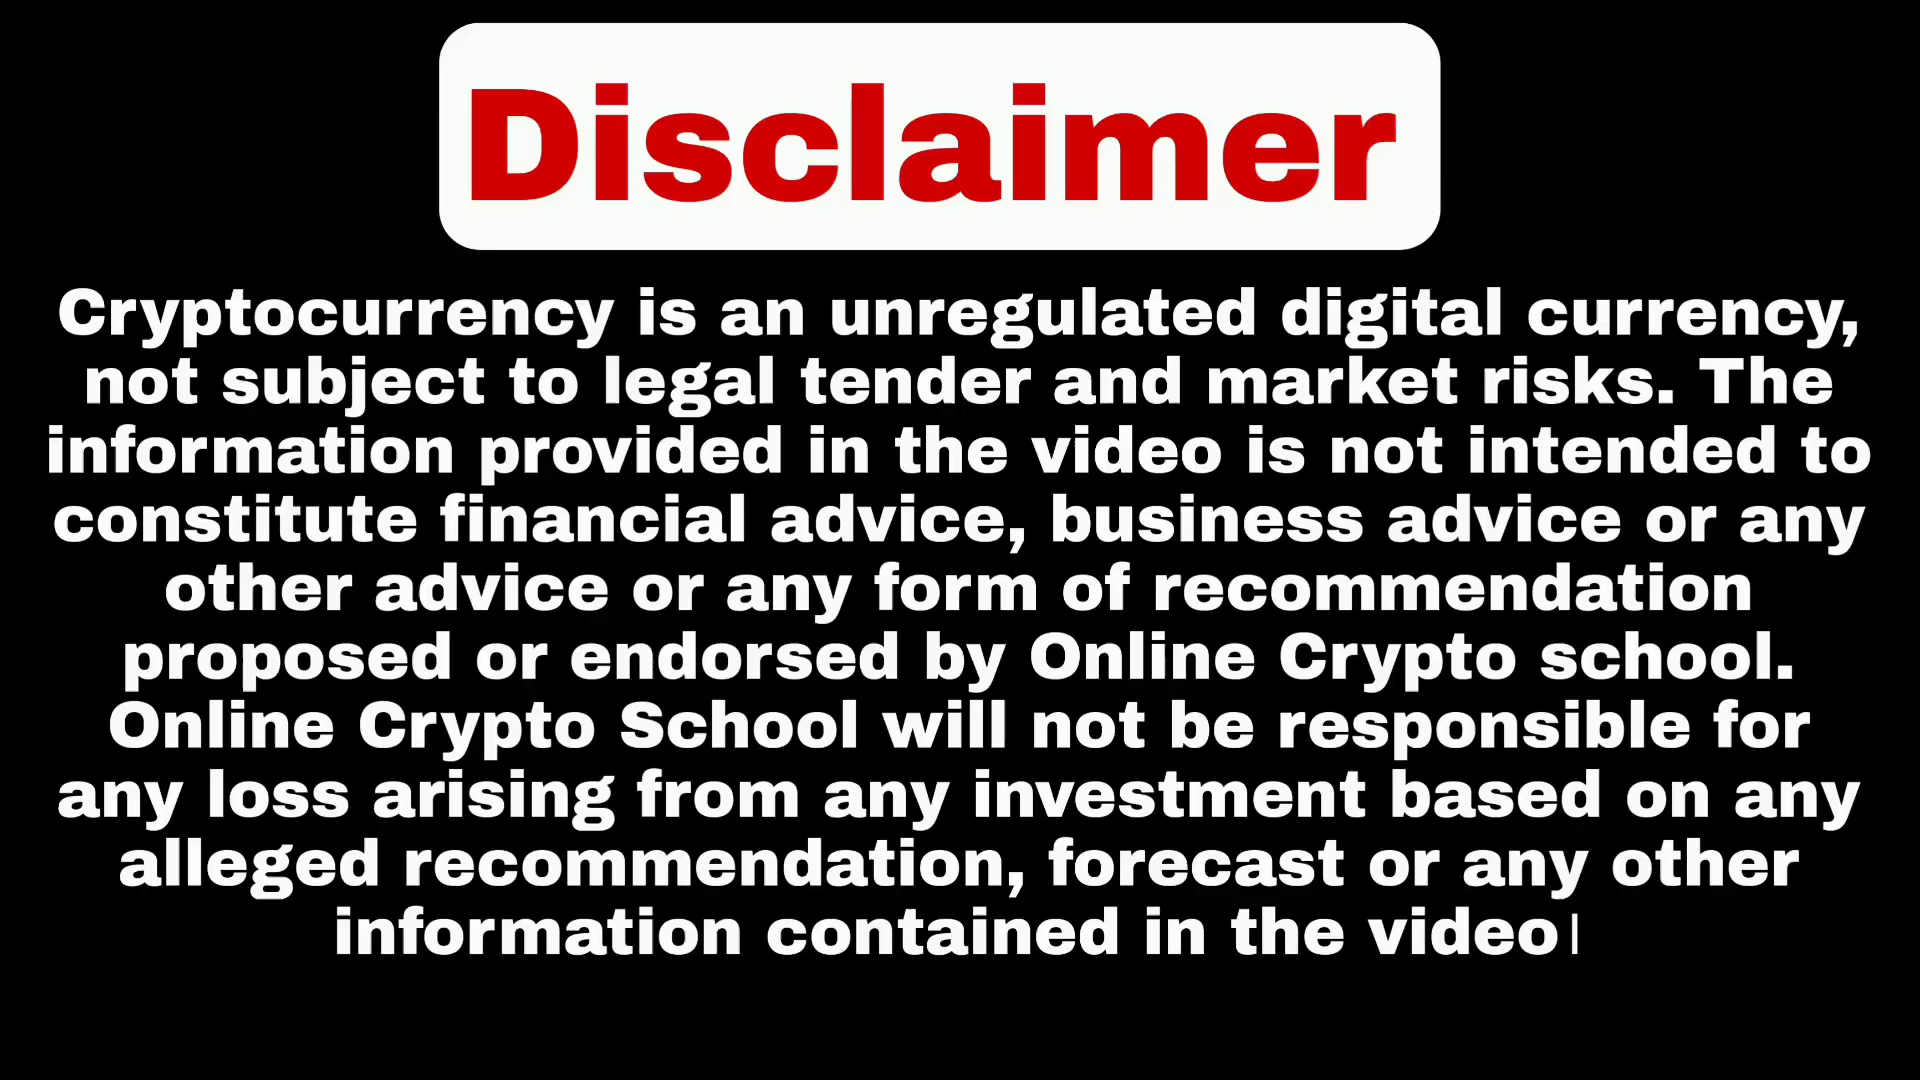 Disclaimer
Cryptocurrency is an unregulated digital currency,
not subject to legal tender and market risks. The
information provided in the video is not intended to
constitute financial advice, business advice or any
other advice or any form of recommendation
proposed or endorsed by Online Crypto school.
Online Crypto School will not be responsible for
any loss arising from any investment based on any
alleged recommendation, forecast or any other
information contained in the video|